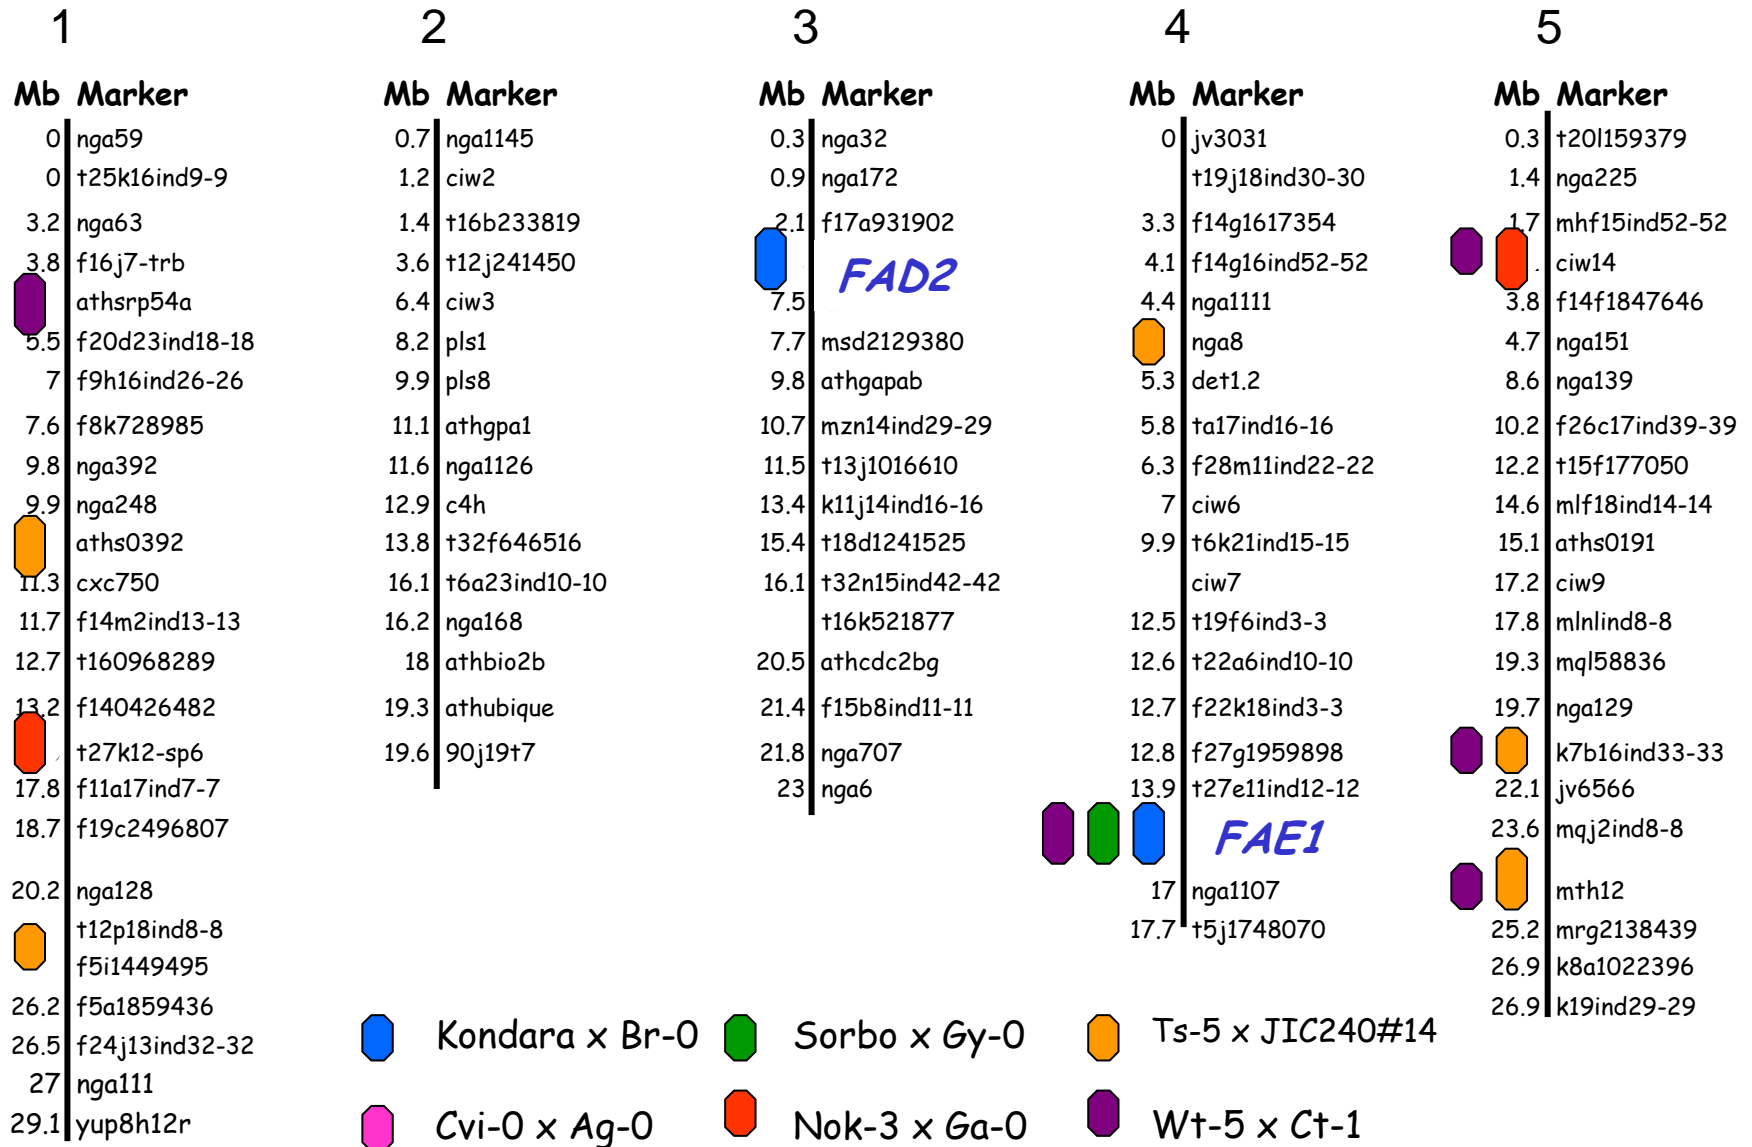 1 2 3 4 5
Mb Marker Mb Marker Mb Marker Mb Marker Mb Marker
0 nga59 0.7 nga1145 0.3 nga32 0 jv3031 0.3 t20l159379
0 t25k16ind9-9 1.2 ciw2 0.9 nga172 t19j18ind30-30 1.4 nga225
3.2 nga63 1.4 t16b233819 2.1 f17a931902 3.3 f14g1617354 1.7 mhf15ind52-52
3.8 f16j7-trb 3.6 t12j241450 FAD2 4.1 f14g16ind52-52 ciw14
athsrp54a 6.4 ciw3 7.5 4.4 nga1111 3.8 f14f1847646
5.5 f20d23ind18-18 8.2 pls1 7.7 msd2129380 nga8 4.7 nga151
7 f9h16ind26-26 9.9 pls8 9.8 athgapab 5.3 det1.2 8.6 nga139
7.6 f8k728985 11.1 athgpa1 10.7 mzn14ind29-29 5.8 ta17ind16-16 10.2 f26c17ind39-39
9.8 nga392 11.6 nga1126 11.5 t13j1016610 6.3 f28m11ind22-22 12.2 t15f177050
9.9 nga248 12.9 c4h 13.4 k11j14ind16-16 7 ciw6 14.6 mlf18ind14-14
aths0392 13.8 t32f646516 15.4 t18d1241525 9.9 t6k21ind15-15 15.1 aths0191
11.3 cxc750 16.1 t6a23ind10-10 16.1 t32n15ind42-42 ciw7 17.2 ciw9
11.7 f14m2ind13-13 16.2 nga168 t16k521877 12.5 t19f6ind3-3 17.8 mlnlind8-8
12.7 t160968289 18 athbio2b 20.5 athcdc2bg 12.6 t22a6ind10-10 19.3 mql58836
13.2 f140426482 19.3 athubique 21.4 f15b8ind11-11 12.7 f22k18ind3-3 19.7 nga129
t27k12-sp6 19.6 90j19t7 21.8 nga707 12.8 f27g1959898 k7b16ind33-33
17.8 f11a17ind7-7 23 nga6 13.9 t27e11ind12-12 22.1 jv6566
18.7 f19c2496807 FAE1 23.6 mqj2ind8-8
20.2 nga128 17 nga1107 mth12
t12p18ind8-8 17.7 t5j1748070 25.2 mrg2138439
f5i1449495 26.9 k8a1022396
26.2 f5a1859436 26.9 k19ind29-29
26.5 f24j13ind32-32 Kondara x Br-0 Sorbo x Gy-0 Ts-5 x JIC240#14
27 nga111
29.1 yup8h12r Cvi-0 x Ag-0 Nok-3 x Ga-0 Wt-5 x Ct-1